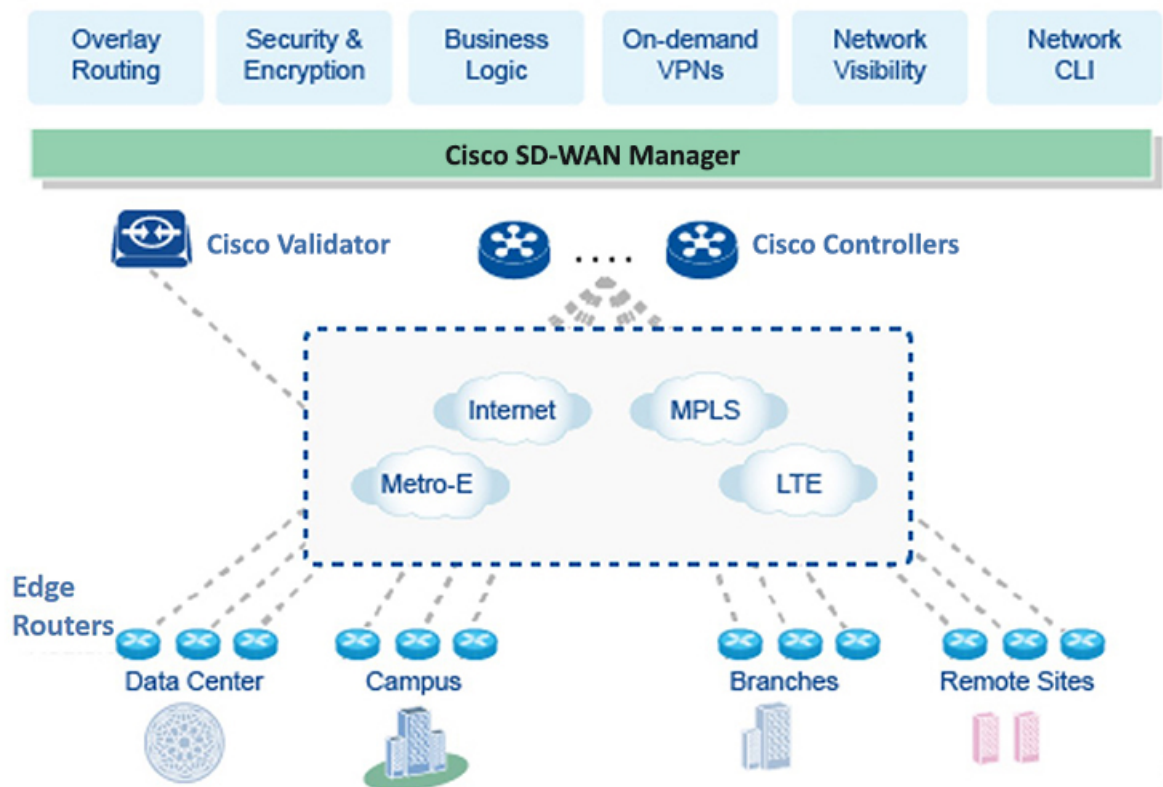 Overlay
Routing
Security &
Encryption
Business
Logic
On-demand
VPNs
Network
Visibility
Network
CLI
Cisco SD-WAN Manager
Cisco Validator
Cisco Controllers
Internet
MPLS
Metro-E
LTE
Edge
Routers
Data Center
Campus
Branches
Remote Sites